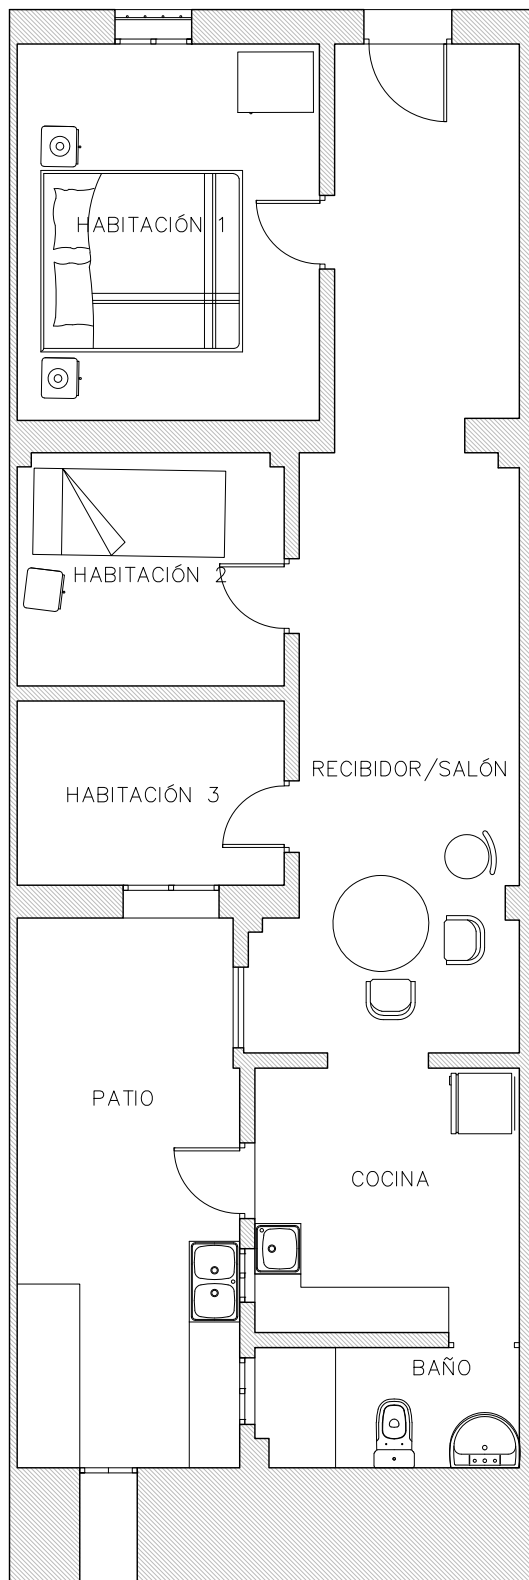 HABITACIÓN 1
HABITACIÓN 2
RECIBIDOR/SALÓN
HABITACIÓN 3
PATIO
COCINA
BAÑO